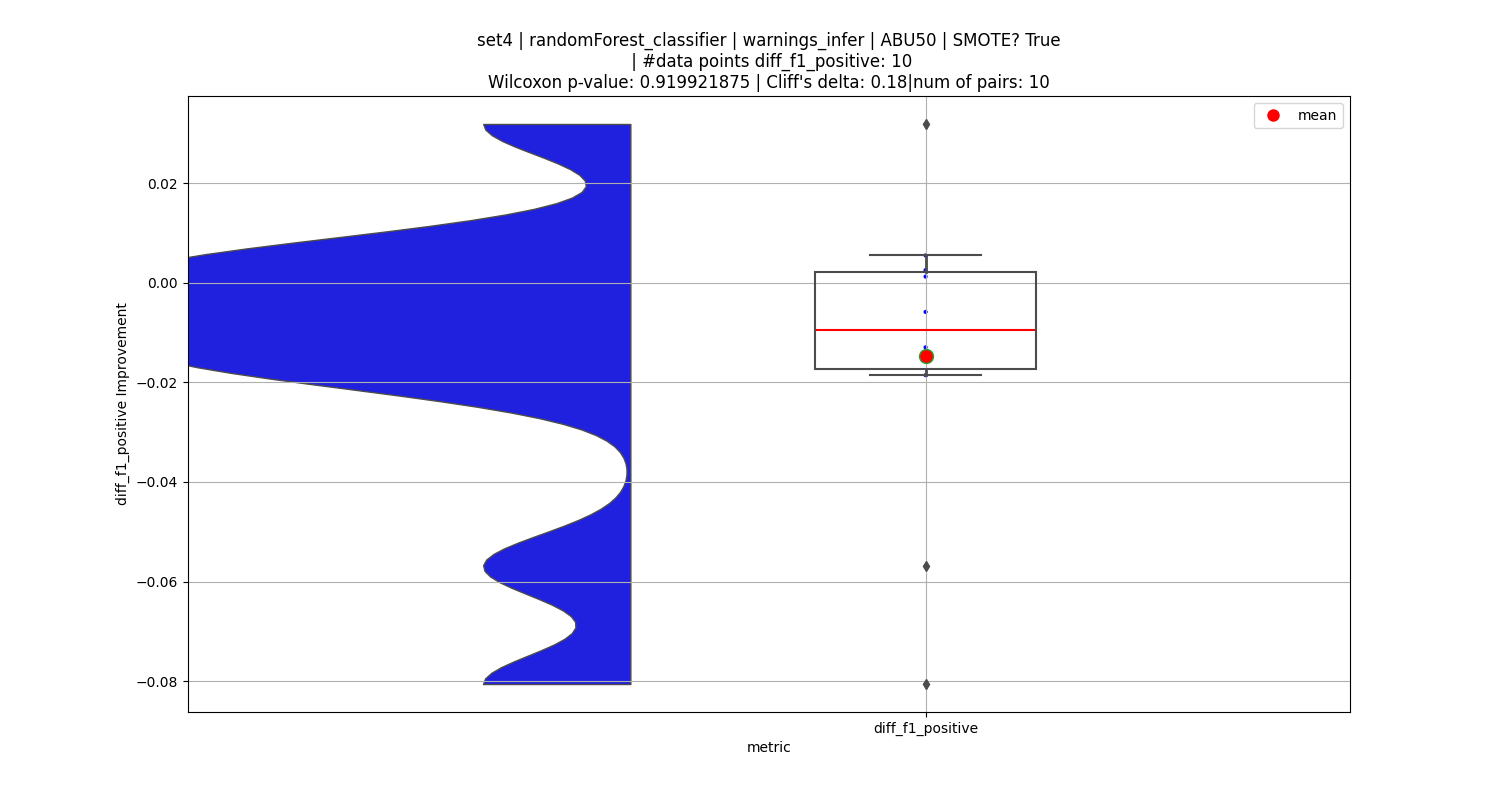 set4 | randomForest_classifier | warnings_infer | ABU50 | SMOTE? True
| #data points diff_f1_positive: 10
Wilcoxon p-value: 0.919921875 | Cliff's delta: 0.18|num of pairs: 10
mean
0.02
0.00
−0.02
−0.04
−0.06
−0.08
diff_f1_positive Improvement
diff_f1_positive
metric